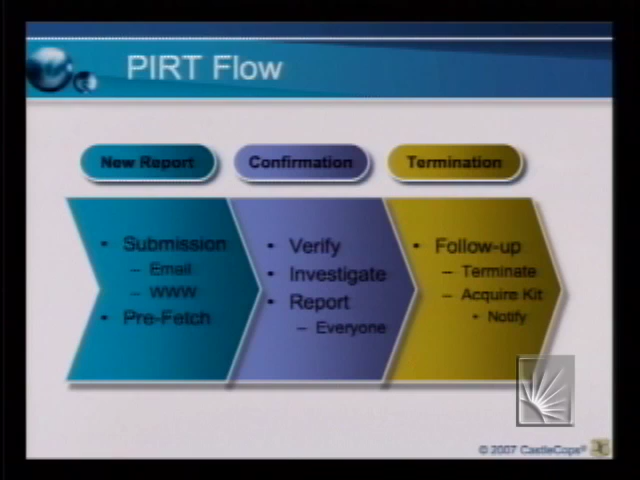 PIRT Flow
New Report
Confirmation
Termination
• Submission
– Email
– WWW
• Pre-Fetch
• Verify
• Investigate
• Report
– Everyone
• Follow-up
– Terminate
– Acquire Kit
• Notify
© 2007 CastleCops®